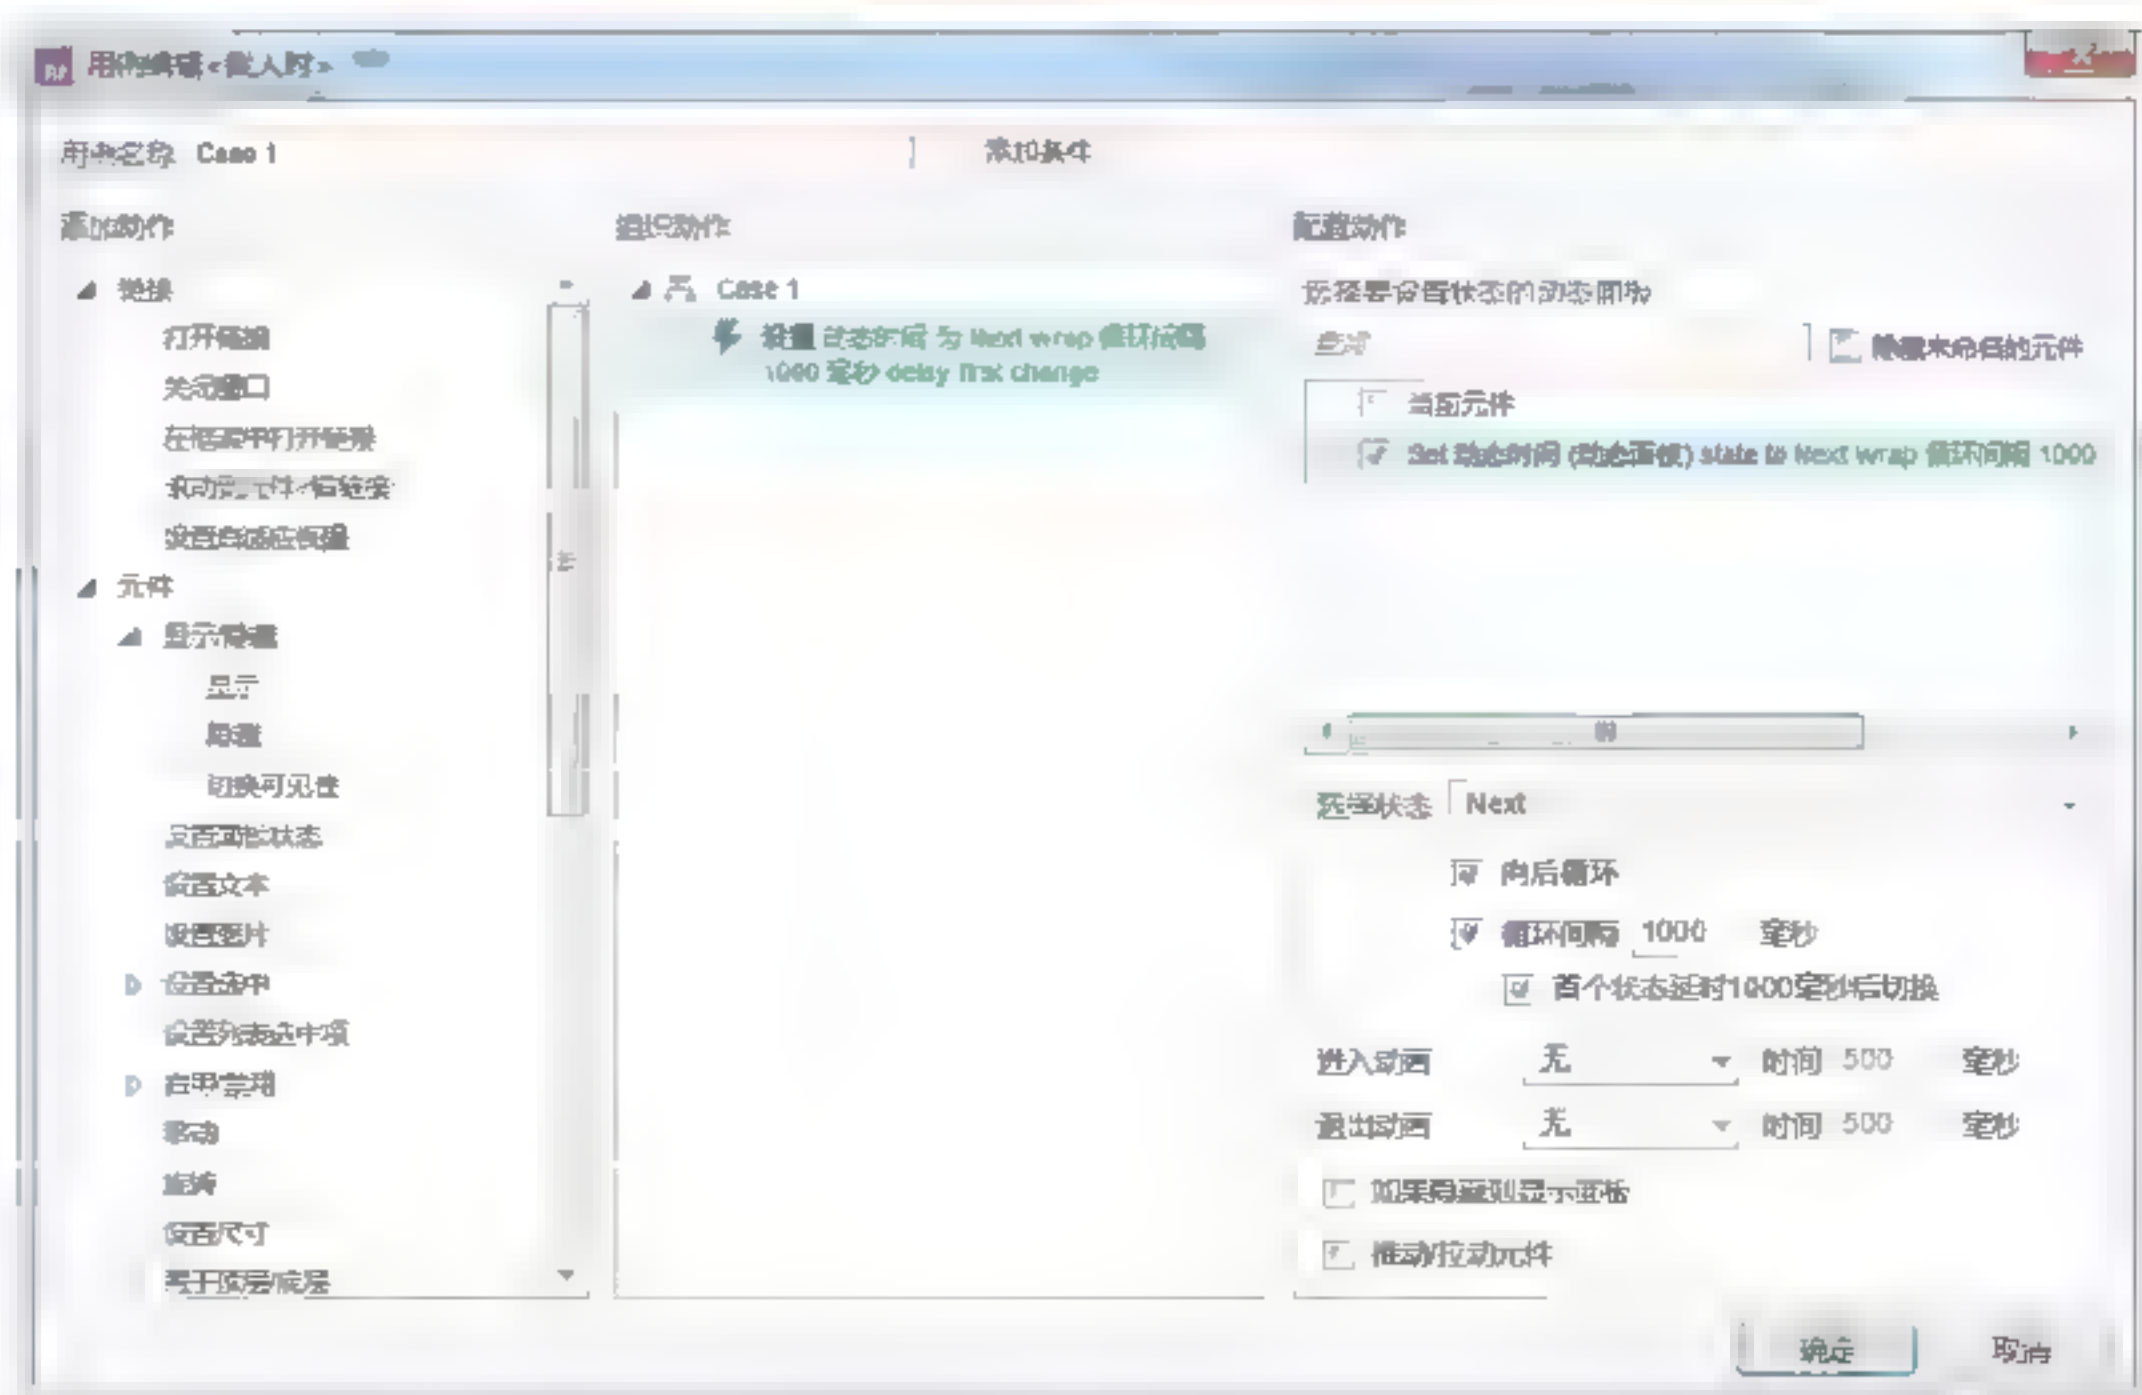 用例编辑 <载入时>
用例名称 Case 1
添加条件
添加动作
组织动作
配置动作
链接
打开链接
关闭窗口
在框架中打开链接
滚动到元件<锚链接>
设置自适应视图
元件
显示/隐藏
显示
隐藏
切换可见性
设置面板状态
设置文本
设置图片
设置选中
设置列表选中项
启用/禁用
移动
旋转
设置尺寸
置于顶层/底层
Case 1
设置 动态时间 为 Next wrap 循环间隔
1000 毫秒 delay first change
选择要设置状态的动态面板
查找
隐藏未命名的元件
当前元件
Set 动态时间 (动态面板) state to Next wrap 循环间隔 1000
选择状态 Next
向后循环
循环间隔 1000 毫秒
首个状态延时1000毫秒后切换
进入动画 无 时间 500 毫秒
退出动画 无 时间 500 毫秒
如果隐藏则显示面板
推动/拉动元件
确定
取消